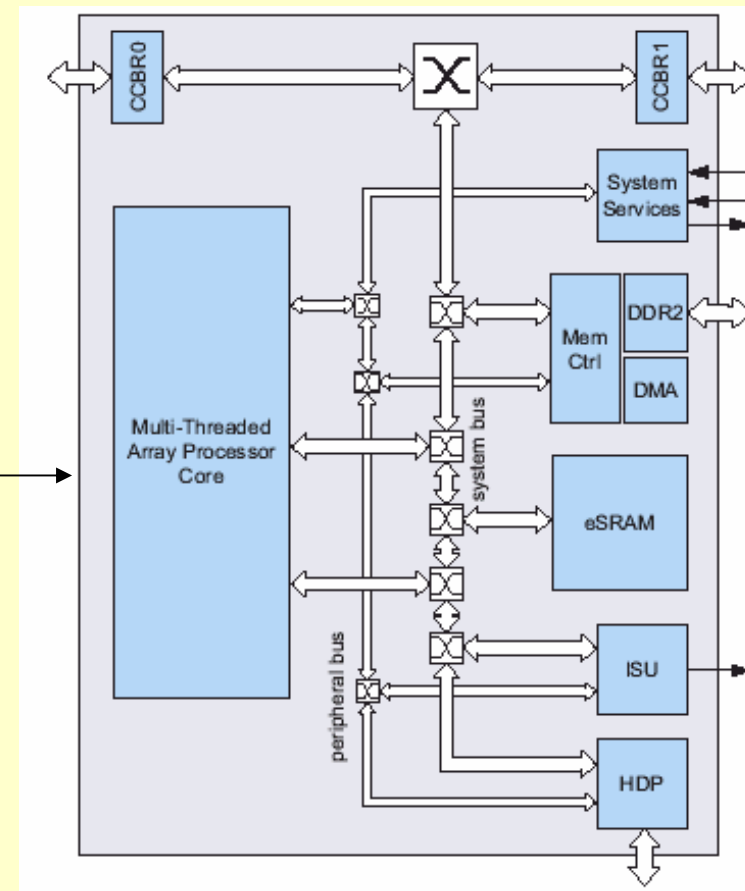 CCBR0
CCBR1
System
Services
Mem
Ctrl
DDR2
DMA
Multi-Threaded
Array Processor
Core
system bus
eSRAM
peripheral bus
ISU
HDP